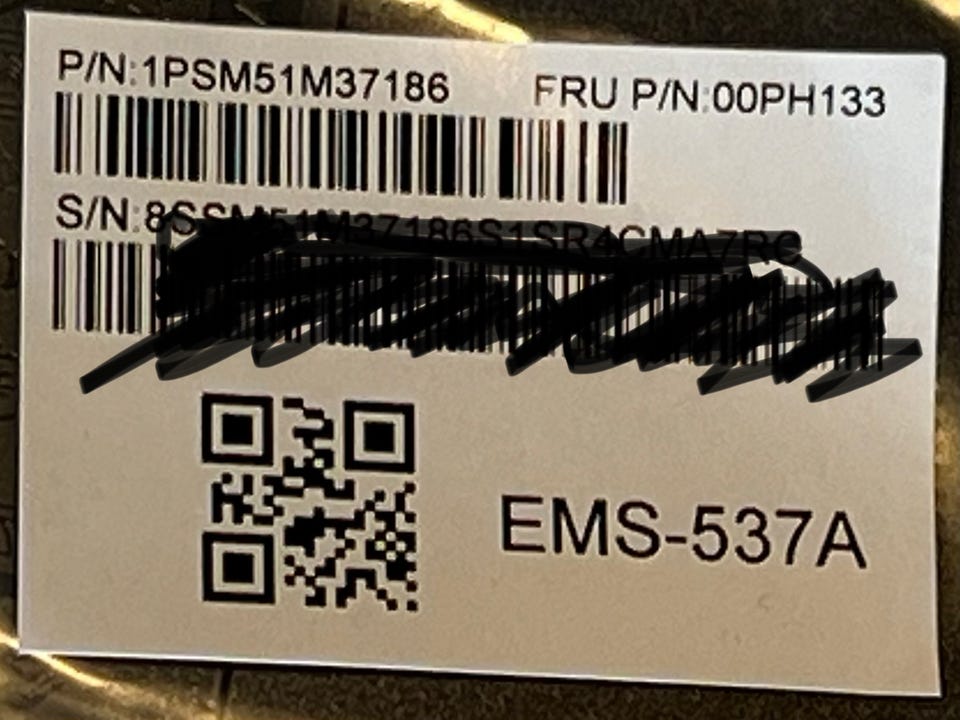 P/N:1PSM51M37186 FRU P/N:00PH133
S/N:
EMS-537A